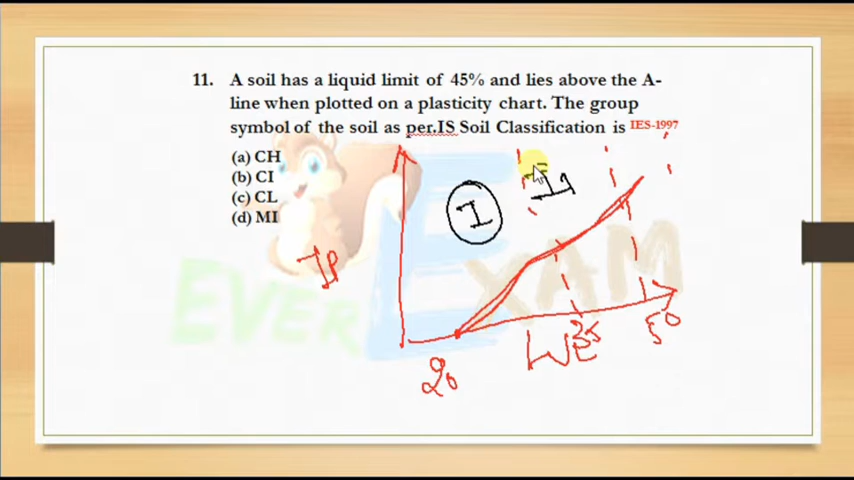 11. A soil has a liquid limit of 45% and lies above the A-
line when plotted on a plasticity chart. The group
symbol of the soil as per.IS Soil Classification is IES-1997
(a) CH
(b) CI
(c) CL
(d) MI
I
IP
EVER EXAM
20
WL
35
50